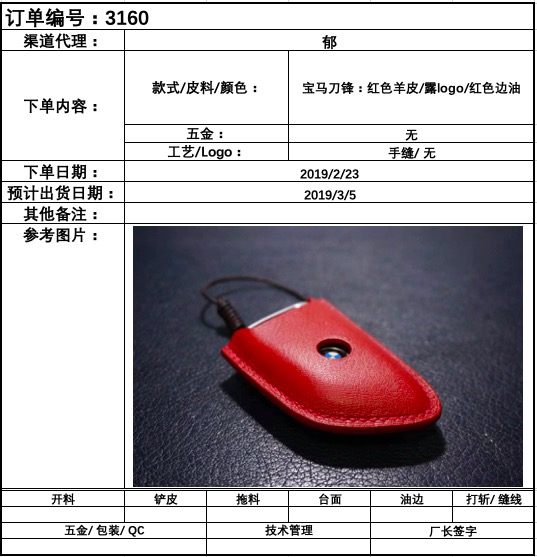 订单编号：3160
渠道代理： 郁
下单内容： 款式/皮料/颜色： 宝马刀锋：红色羊皮/露logo/红色边油
五金： 无
工艺/Logo： 手缝/ 无
下单日期： 2019/2/23
预计出货日期： 2019/3/5
其他备注：
参考图片：
开料 铲皮 拖料 台面 油边 打斩/ 缝线
五金/ 包装/ QC 技术管理 厂长签字